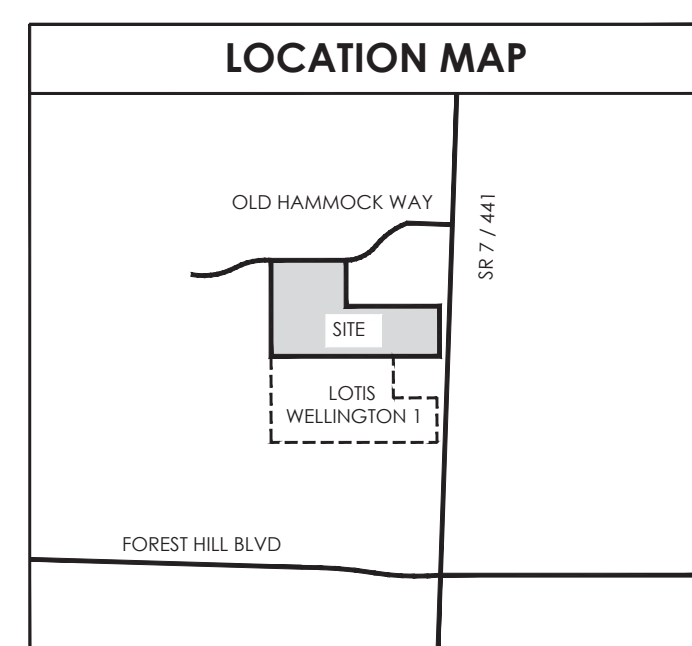 LOCATION MAP
OLD HAMMOCK WAY
SR 7 / 441
SITE
LOTIS
WELLINGTON 1
FOREST HILL BLVD